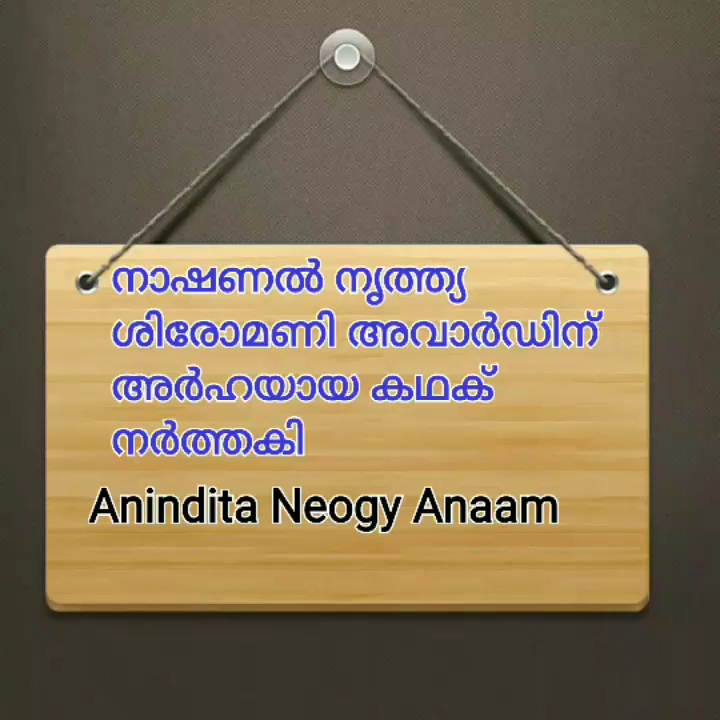 നാഷണൽ നൃത്ത്യ
ശിരോമണി അവാർഡിന്
അർഹയായ കഥക്
നർത്തകി
Anindita Neogy Anaam